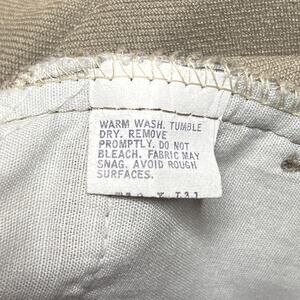 WARM WASH. TUMBLE
DRY. REMOVE
PROMPTLY. DO NOT
BLEACH. FABRIC MAY
SNAG. AVOID ROUGH
SURFACES.